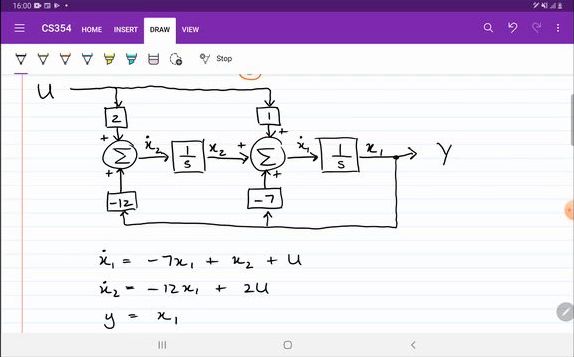 16:00
CS354 HOME INSERT DRAW VIEW
Stop
U
2
1
+ ẋ₂ x₂ + + ẋ₁ x₁
Σ 1/s Σ 1/s Y
+ +
-12 -7
ẋ₁ = -7x₁ + x₂ + U
ẋ₂ = -12x₁ + 2U
y = x₁